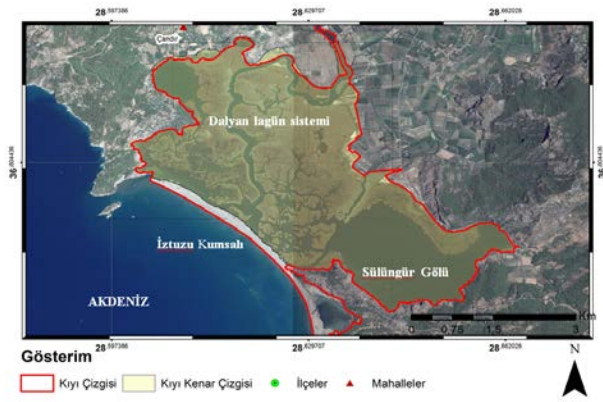 28.597386 28.629707 28.662028
Çandır
Dalyan lagün sistemi
36.804436 36.804436
İztuzu Kumsalı
Sülüngür Gölü
AKDENİZ
0 0.75 1.5 3
Km
28.597386 28.629707 28.662028
Gösterim
N
Kıyı Çizgisi Kıyı Kenar Çizgisi İlçeler Mahalleler